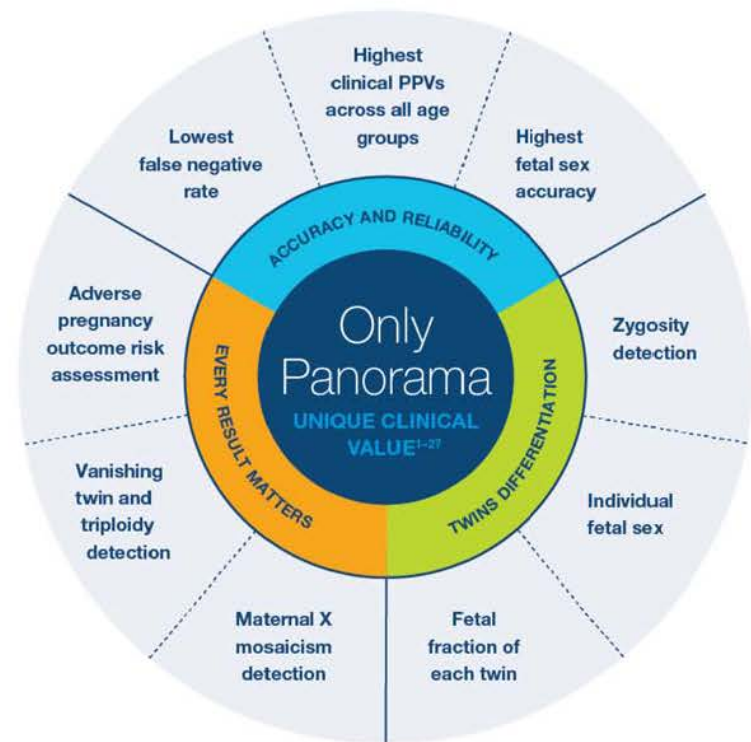 Highest
clinical PPVs
across all age
groups
Lowest
false negative
rate
Highest
fetal sex
accuracy
ACCURACY AND RELIABILITY
Adverse
pregnancy
outcome risk
assessment
Zygosity
detection
Only
Panorama
UNIQUE CLINICAL
VALUE¹⁻²⁷
EVERY RESULT MATTERS
TWINS DIFFERENTIATION
Vanishing
twin and
triploidy
detection
Individual
fetal sex
Maternal X
mosaicism
detection
Fetal
fraction of
each twin